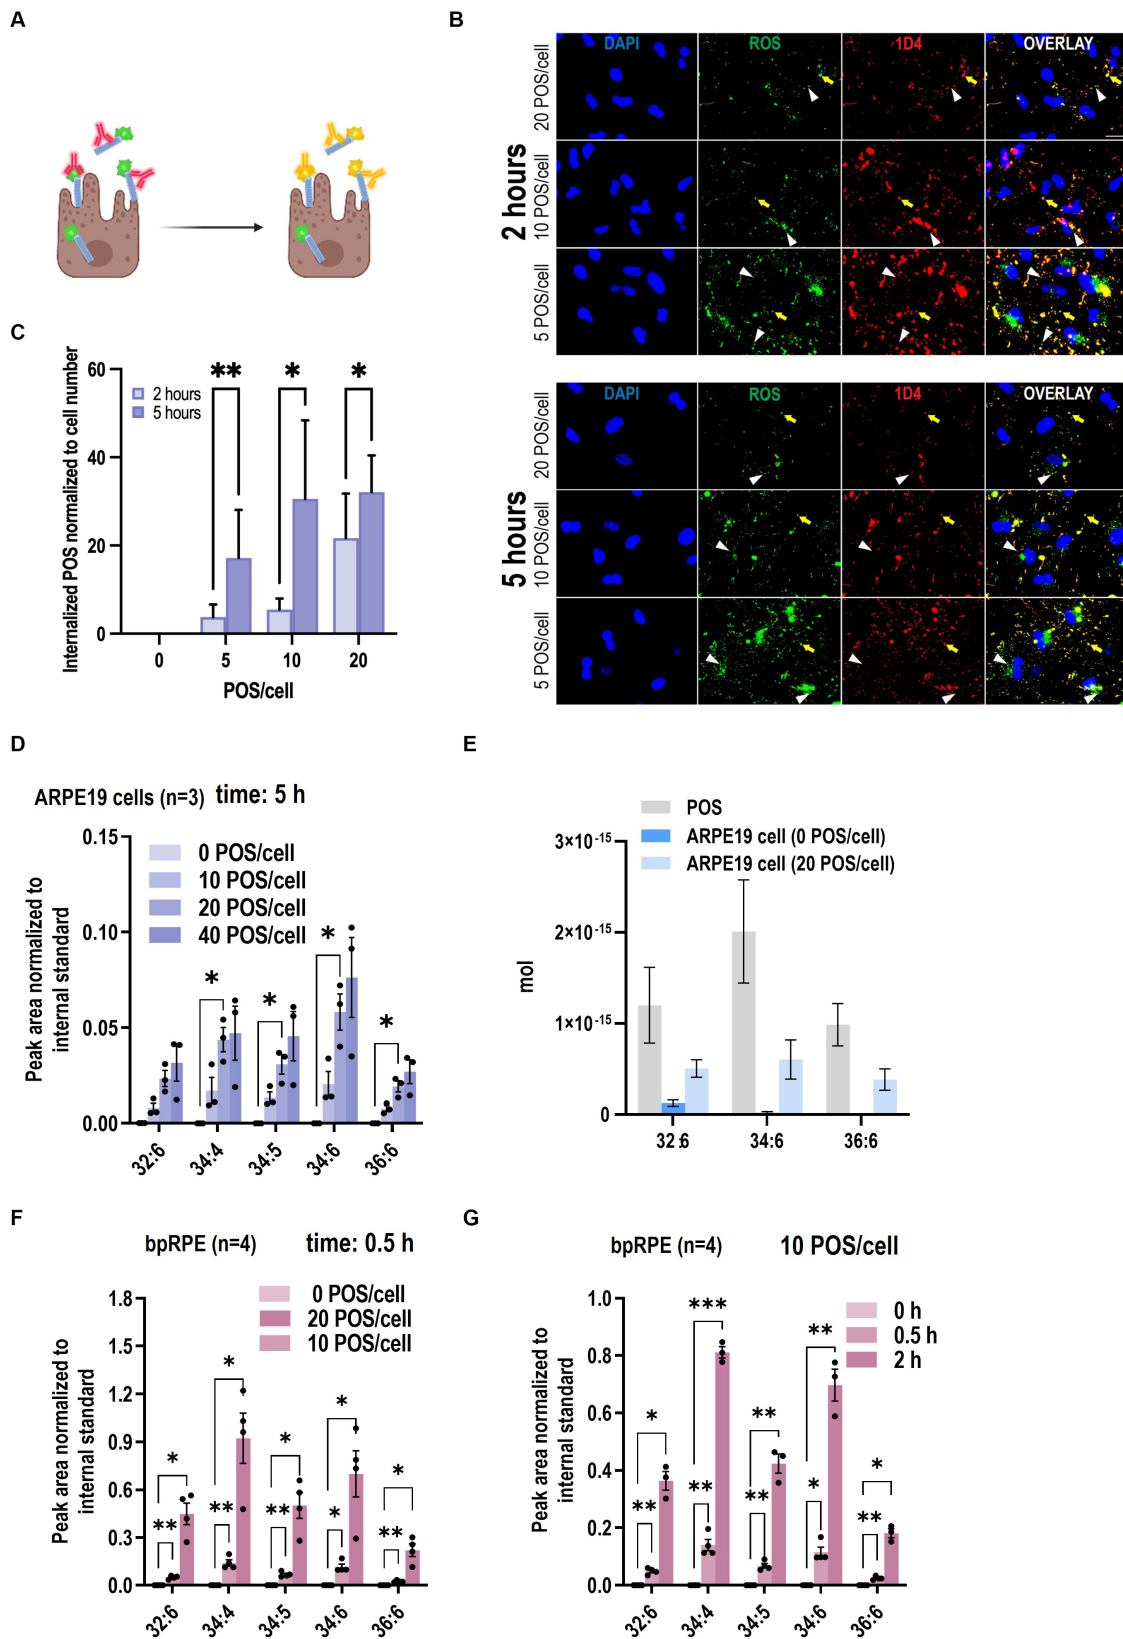 A
B
DAPI ROS 1D4 OVERLAY
2 hours
20 POS/cell
10 POS/cell
5 POS/cell
DAPI ROS 1D4 OVERLAY
5 hours
20 POS/cell
10 POS/cell
5 POS/cell
C
Internalized POS normalized to cell number
60
40
20
0
2 hours
5 hours
** * *
0 5 10 20
POS/cell
D
ARPE19 cells (n=3) time: 5 h
Peak area normalized to
internal standard
0.15
0.10
0.05
0.00
0 POS/cell
10 POS/cell
20 POS/cell
40 POS/cell
* * * *
32:6 34:4 34:5 34:6 36:6
E
POS
ARPE19 cell (0 POS/cell)
ARPE19 cell (20 POS/cell)
mol
3×10-15
2×10-15
1×10-15
0
32:6 34:6 36:6
F
bpRPE (n=4) time: 0.5 h
0 POS/cell
20 POS/cell
10 POS/cell
Peak area normalized to
internal standard
1.8
1.5
1.2
0.9
0.6
0.3
0.0
* * * * *
** ** ** * **
32:6 34:4 34:5 34:6 36:6
G
bpRPE (n=4) 10 POS/cell
0 h
0.5 h
2 h
Peak area normalized to
internal standard
1.0
0.8
0.6
0.4
0.2
0.0
* *** ** ** *
** ** ** * **
32:6 34:4 34:5 34:6 36:6